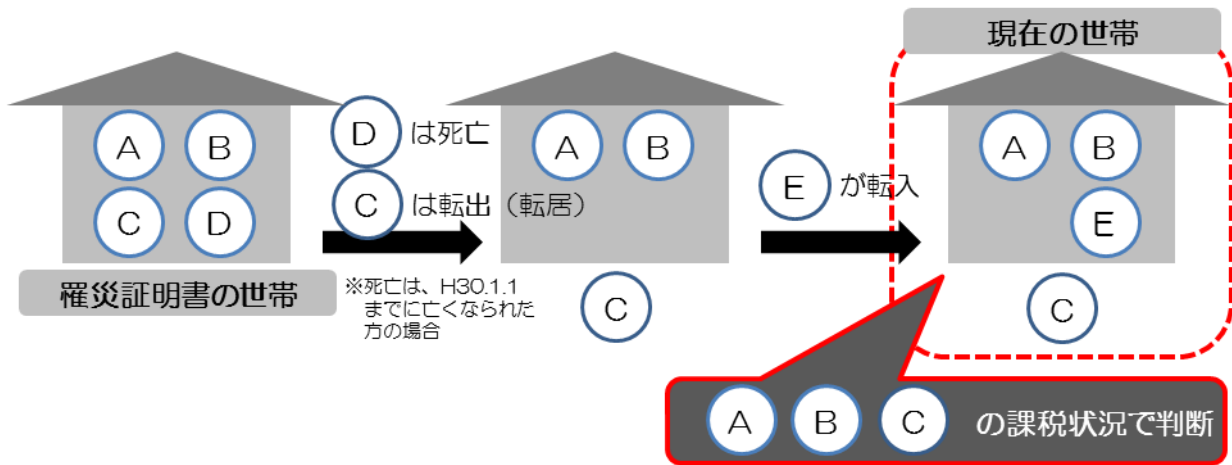 現在の世帯
A B
C D
罹災証明書の世帯
D は死亡
C は転出（転居）
※死亡は、H30.1.1
までに亡くなられた
方の場合
A B
C
E が転入
A B
E
C
A B C の課税状況で判断